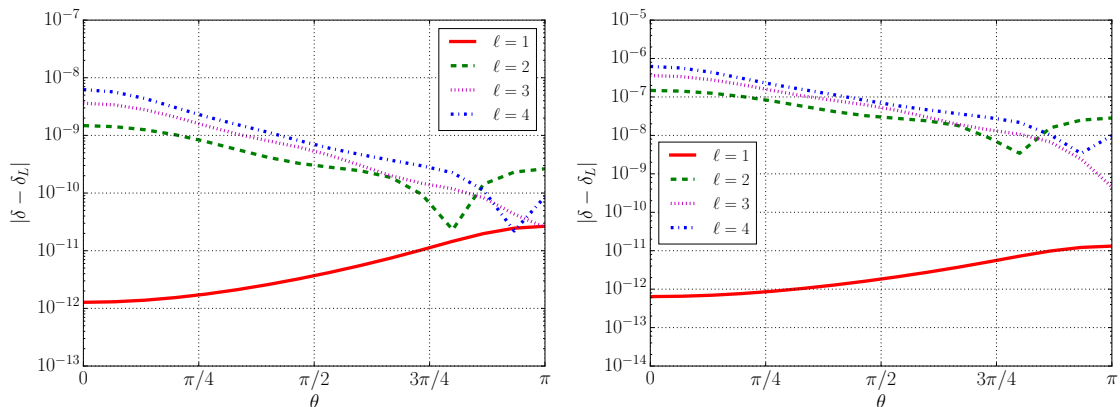 10⁻⁷
10⁻⁸
10⁻⁹
10⁻¹⁰
10⁻¹¹
10⁻¹²
10⁻¹³
|δ − δ_L|
ℓ = 1
ℓ = 2
ℓ = 3
ℓ = 4
0
π/4
π/2
3π/4
π
θ
10⁻⁵
10⁻⁶
10⁻⁷
10⁻⁸
10⁻⁹
10⁻¹⁰
10⁻¹¹
10⁻¹²
10⁻¹³
10⁻¹⁴
|δ − δ_L|
ℓ = 1
ℓ = 2
ℓ = 3
ℓ = 4
0
π/4
π/2
3π/4
π
θ